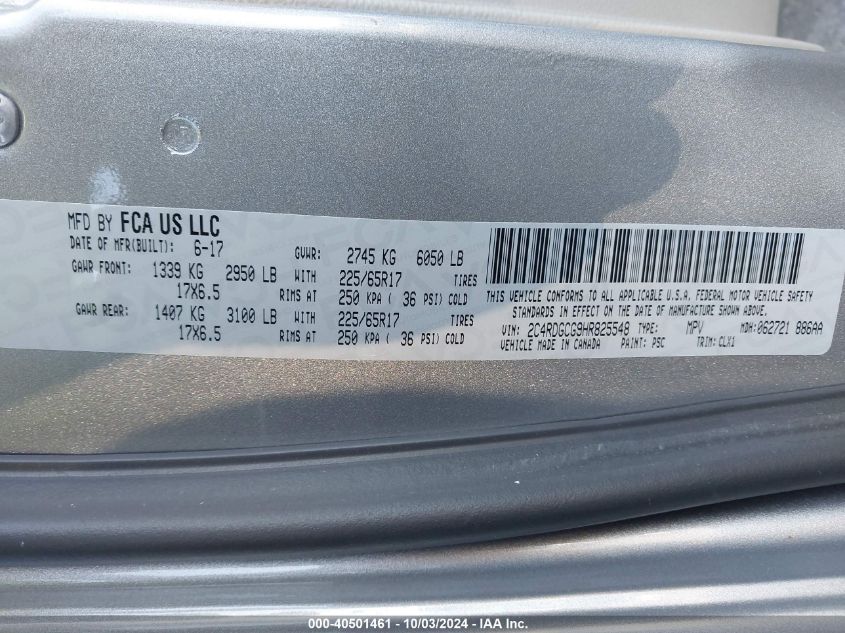 MFD BY FCA US LLC
DATE OF MFR(BUILT): 6-17 GVWR: 2745 KG 6050 LB
GAWR FRONT: 1339 KG 2950 LB WITH 225/65R17 TIRES
17X6.5 RIMS AT 250 KPA ( 36 PSI) COLD
GAWR REAR: 1407 KG 3100 LB WITH 225/65R17 TIRES
17X6.5 RIMS AT 250 KPA ( 36 PSI) COLD
THIS VEHICLE CONFORMS TO ALL APPLICABLE U.S.A. FEDERAL MOTOR VEHICLE SAFETY
STANDARDS IN EFFECT ON THE DATE OF MANUFACTURE SHOWN ABOVE.
VIN: 2C4RDGCG9HR825548 TYPE: MPV MDH: 062721 886AA
VEHICLE MADE IN CANADA PAINT: PSC TRIM: CLX1
000-40501461 - 10/03/2024 - IAA Inc.